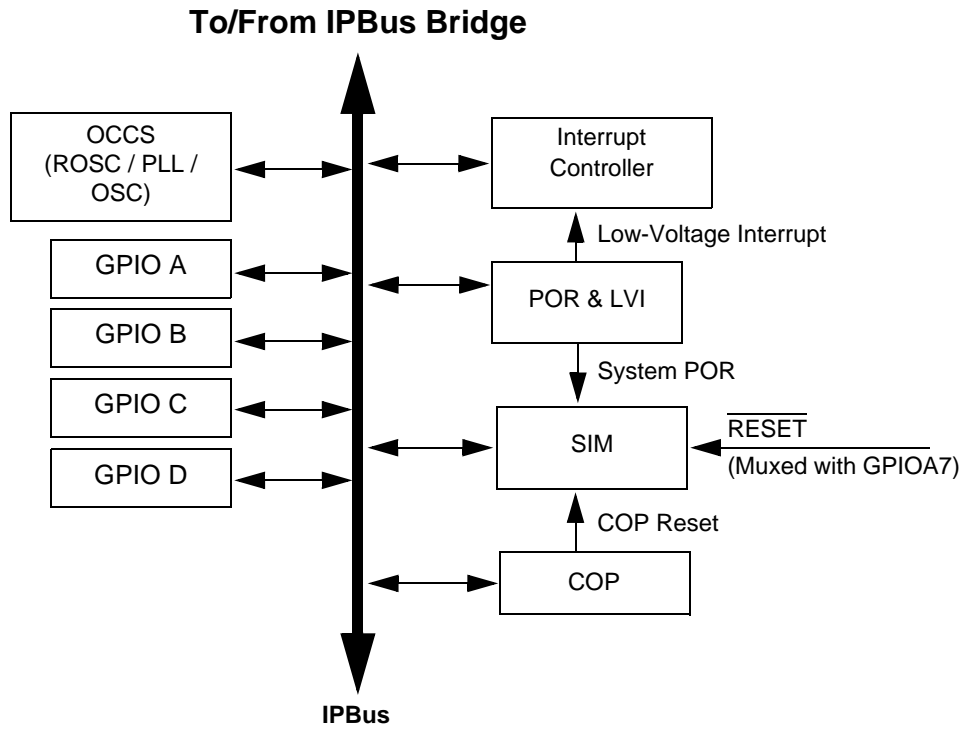 To/From IPBus Bridge
OCCS
(ROSC / PLL /
OSC)
GPIO A
GPIO B
GPIO C
GPIO D
Interrupt
Controller
Low-Voltage Interrupt
POR & LVI
System POR
SIM
RESET
(Muxed with GPIOA7)
COP Reset
COP
IPBus